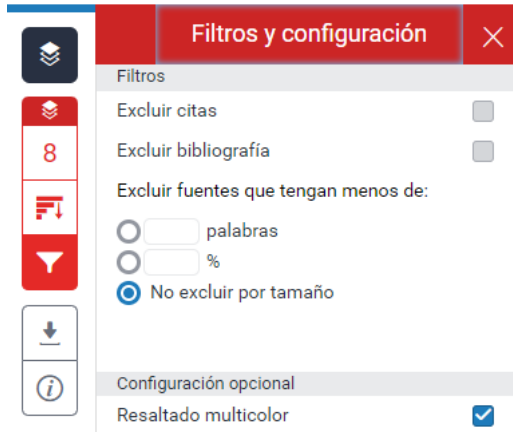 Filtros y configuración
Filtros
Excluir citas
8
Excluir bibliografía
Excluir fuentes que tengan menos de:
palabras
%
No excluir por tamaño
Configuración opcional
Resaltado multicolor